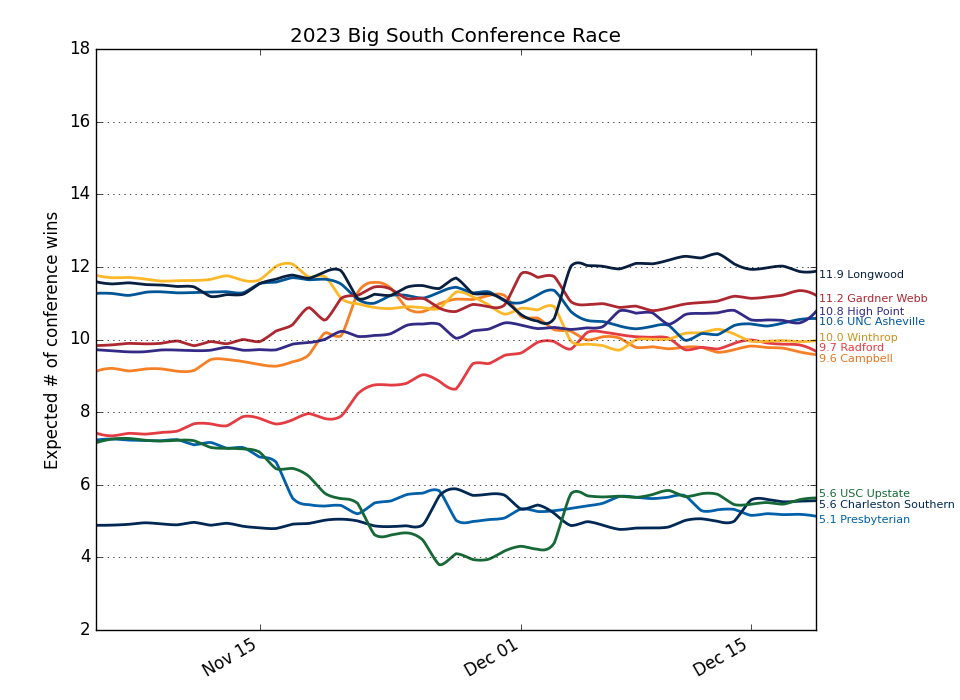 2023 Big South Conference Race
Expected # of conference wins
18
16
14
12
10
8
6
4
2
Nov 15
Dec 01
Dec 15
11.9 Longwood
11.2 Gardner Webb
10.8 High Point
10.6 UNC Asheville
10.0 Winthrop
9.7 Radford
9.6 Campbell
5.6 USC Upstate
5.6 Charleston Southern
5.1 Presbyterian